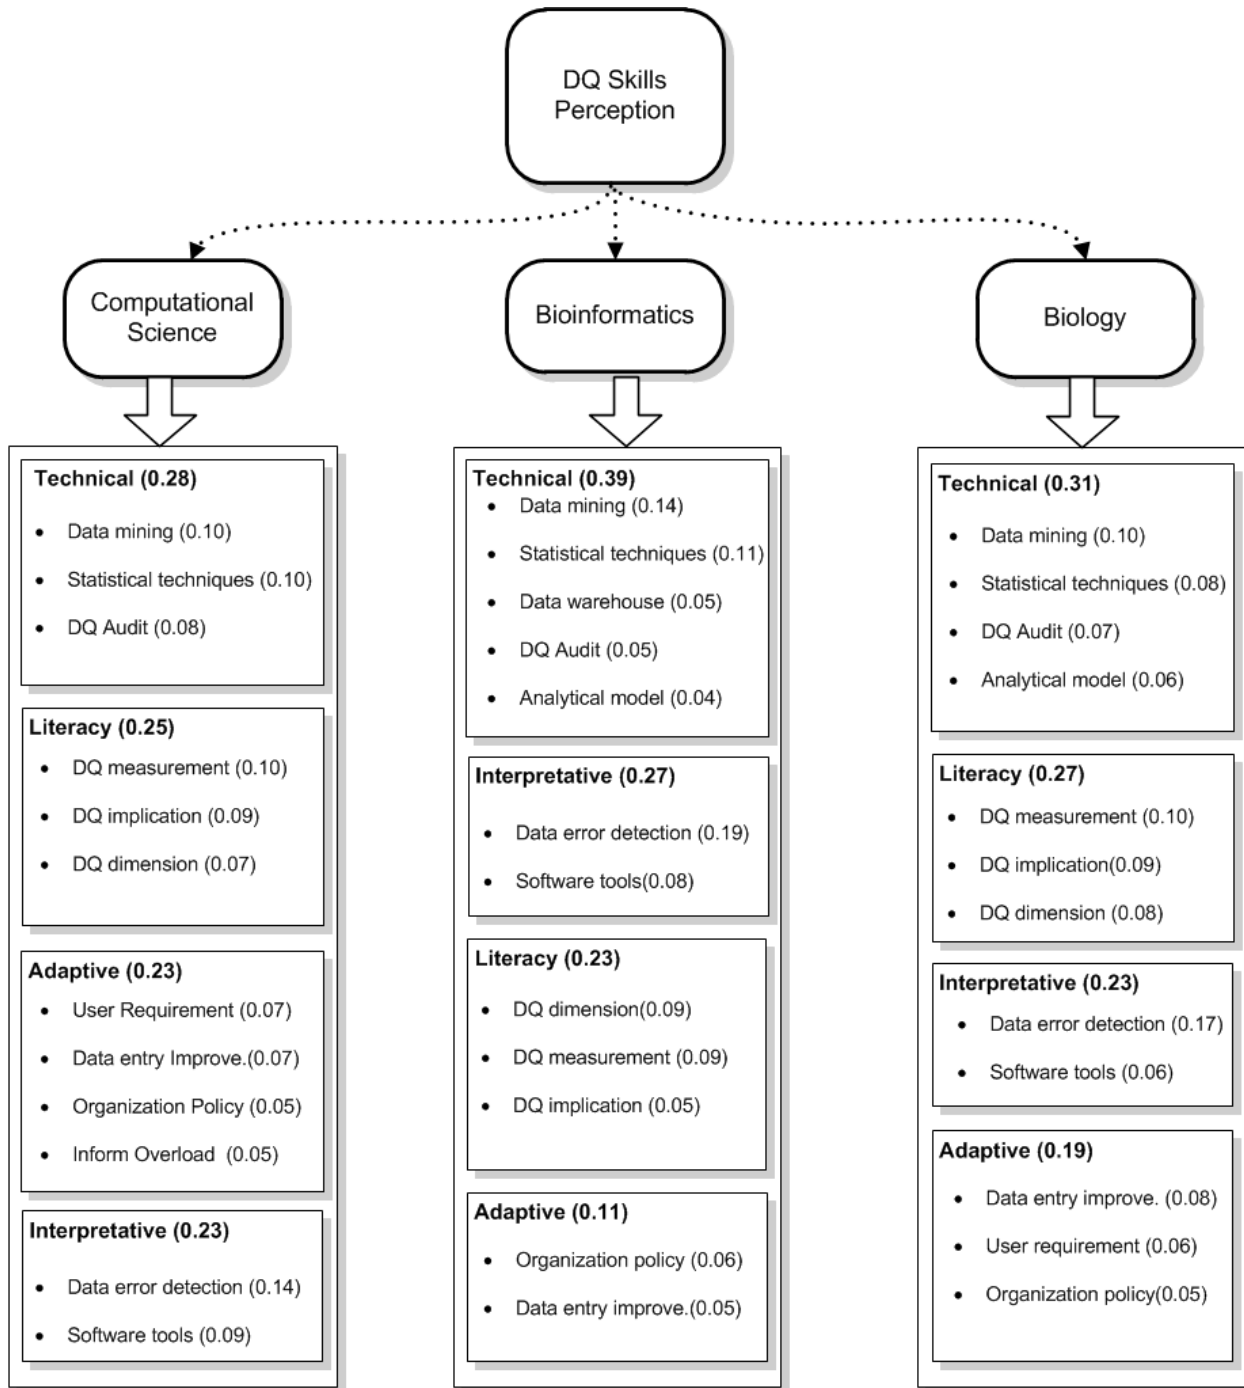 DQ Skills
Perception
Computational
Science
Bioinformatics
Biology
Technical (0.28)
Data mining (0.10)
Statistical techniques (0.10)
DQ Audit (0.08)
Literacy (0.25)
DQ measurement (0.10)
DQ implication (0.09)
DQ dimension (0.07)
Adaptive (0.23)
User Requirement (0.07)
Data entry Improve.(0.07)
Organization Policy (0.05)
Inform Overload (0.05)
Interpretative (0.23)
Data error detection (0.14)
Software tools (0.09)
Technical (0.39)
Data mining (0.14)
Statistical techniques (0.11)
Data warehouse (0.05)
DQ Audit (0.05)
Analytical model (0.04)
Interpretative (0.27)
Data error detection (0.19)
Software tools(0.08)
Literacy (0.23)
DQ dimension(0.09)
DQ measurement (0.09)
DQ implication (0.05)
Adaptive (0.11)
Organization policy (0.06)
Data entry improve.(0.05)
Technical (0.31)
Data mining (0.10)
Statistical techniques (0.08)
DQ Audit (0.07)
Analytical model (0.06)
Literacy (0.27)
DQ measurement (0.10)
DQ implication(0.09)
DQ dimension (0.08)
Interpretative (0.23)
Data error detection (0.17)
Software tools (0.06)
Adaptive (0.19)
Data entry improve. (0.08)
User requirement (0.06)
Organization policy(0.05)